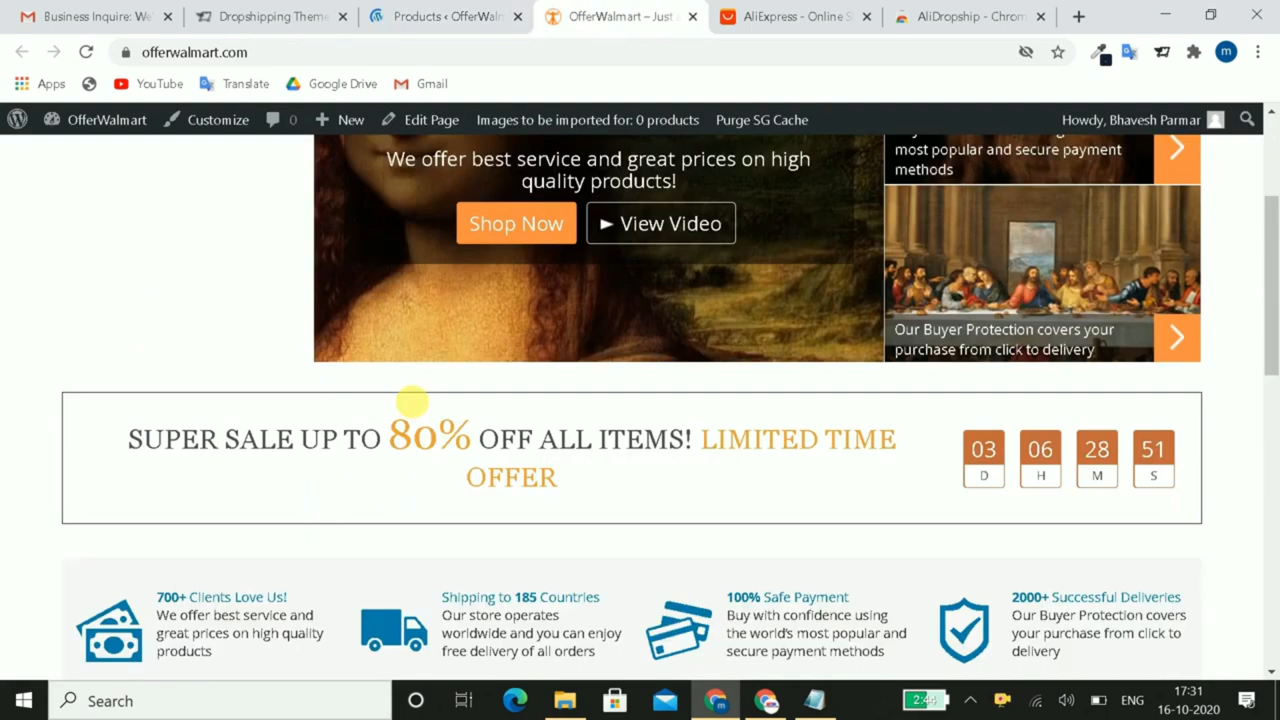 Business Inquire: We
Dropshipping Theme
Products ‹ OfferWaln
OfferWalmart – Just
AliExpress - Online S
AliDropship - Chrom
offerwalmart.com
m
Apps
YouTube
Translate
Google Drive
Gmail
OfferWalmart
Customize
0
New
Edit Page
Images to be imported for: 0 products
Purge SG Cache
Howdy, Bhavesh Parmar
We offer best service and great prices on high
quality products!
Shop Now
► View Video
most popular and secure payment
methods
Our Buyer Protection covers your
purchase from click to delivery
SUPER SALE UP TO 80% OFF ALL ITEMS! LIMITED TIME
OFFER
03 06 28 51
D H M S
700+ Clients Love Us!
We offer best service and
great prices on high quality
products
Shipping to 185 Countries
Our store operates
worldwide and you can enjoy
free delivery of all orders
100% Safe Payment
Buy with confidence using
the world's most popular and
secure payment methods
2000+ Successful Deliveries
Our Buyer Protection covers
your purchase from click to
delivery
Search
2:44
ENG
17:31
16-10-2020